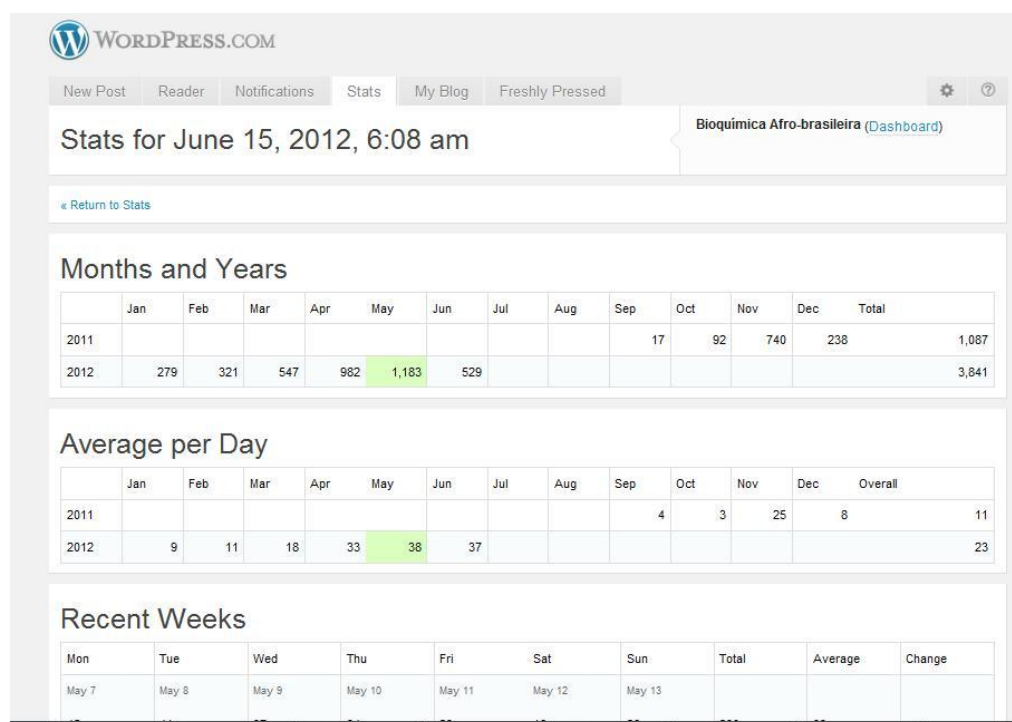 WORDPRESS.COM
New Post Reader Notifications Stats My Blog Freshly Pressed
Stats for June 15, 2012, 6:08 am
Bioquímica Afro-brasileira (Dashboard)
« Return to Stats
Months and Years
Jan Feb Mar Apr May Jun Jul Aug Sep Oct Nov Dec Total
2011 17 92 740 238 1,087
2012 279 321 547 982 1,183 529 3,841
Average per Day
Jan Feb Mar Apr May Jun Jul Aug Sep Oct Nov Dec Overall
2011 4 3 25 8 11
2012 9 11 18 33 38 37 23
Recent Weeks
Mon Tue Wed Thu Fri Sat Sun Total Average Change
May 7 May 8 May 9 May 10 May 11 May 12 May 13